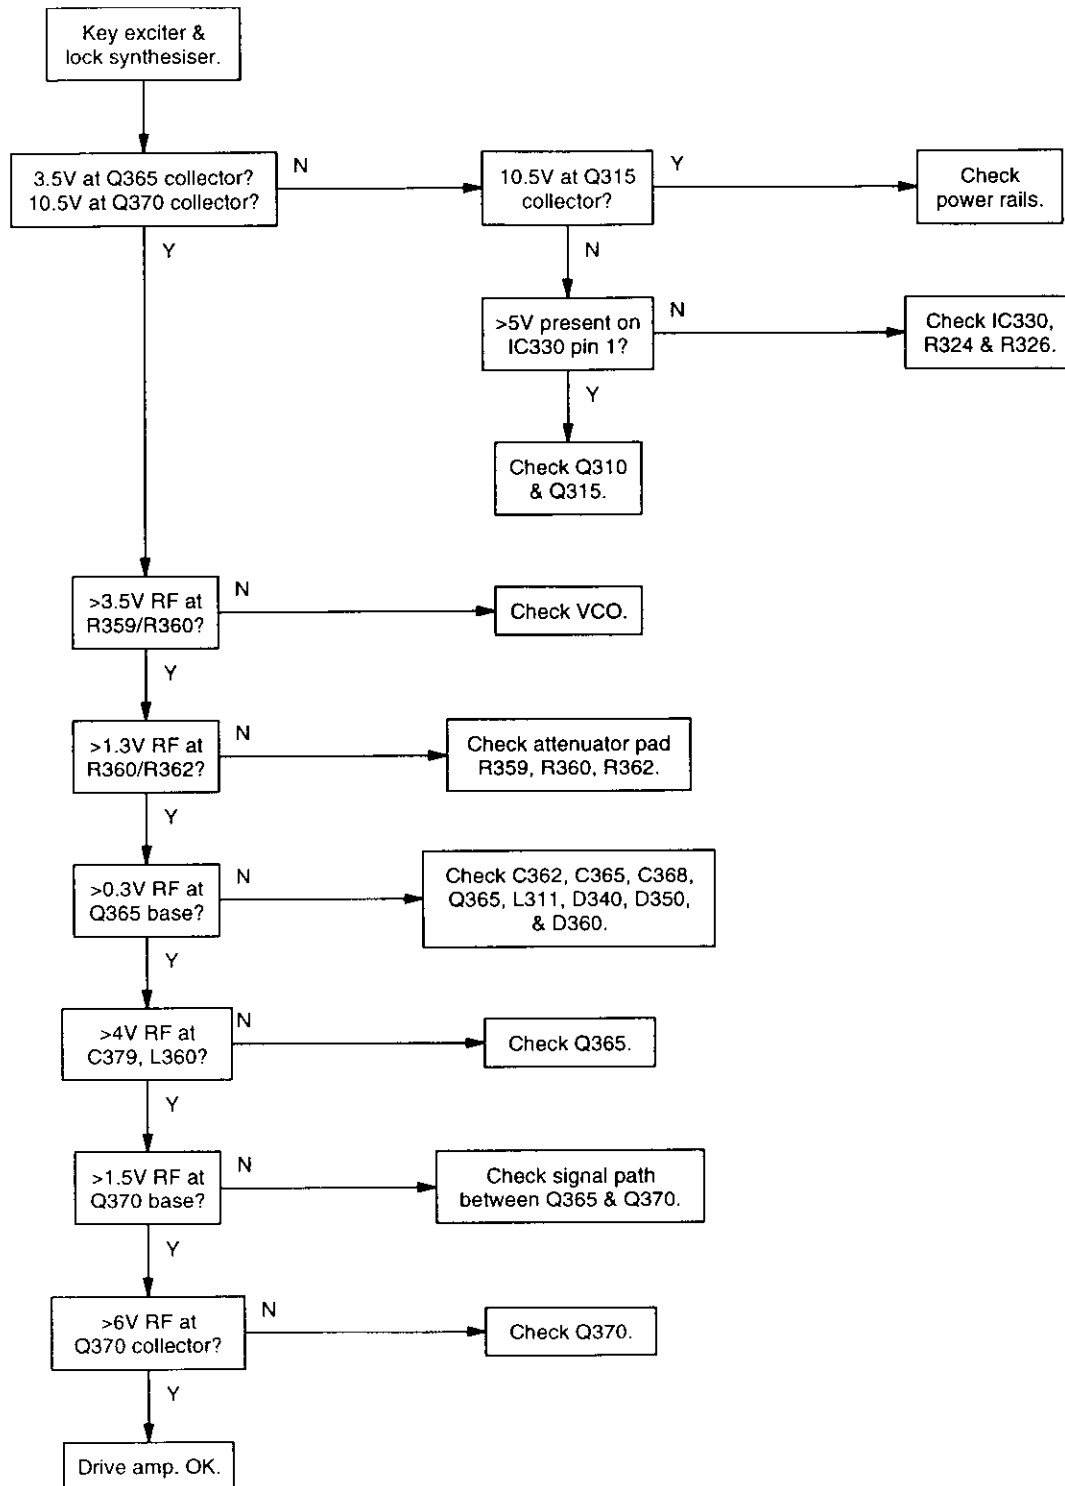 Key exciter &
lock synthesiser.
3.5V at Q365 collector?
10.5V at Q370 collector?
N
10.5V at Q315
collector?
Y
Check
power rails.
Y
N
>5V present on
IC330 pin 1?
N
Check IC330,
R324 & R326.
Y
Check Q310
& Q315.
>3.5V RF at
R359/R360?
N
Check VCO.
Y
>1.3V RF at
R360/R362?
N
Check attenuator pad
R359, R360, R362.
Y
>0.3V RF at
Q365 base?
N
Check C362, C365, C368,
Q365, L311, D340, D350,
& D360.
Y
>4V RF at
C379, L360?
N
Check Q365.
Y
>1.5V RF at
Q370 base?
N
Check signal path
between Q365 & Q370.
Y
>6V RF at
Q370 collector?
N
Check Q370.
Y
Drive amp. OK.